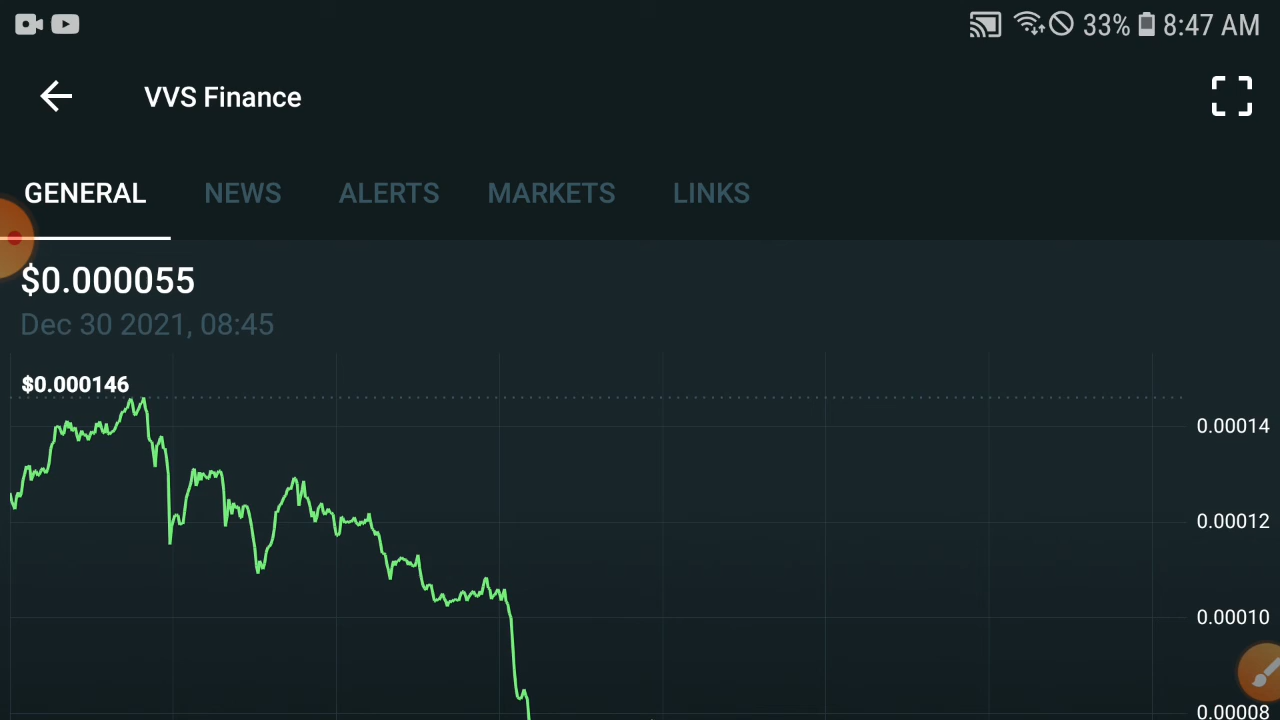 33% 8:47 AM
VVS Finance
GENERAL NEWS ALERTS MARKETS LINKS
$0.000055
Dec 30 2021, 08:45
$0.000146
0.00014
0.00012
0.00010
0.00008